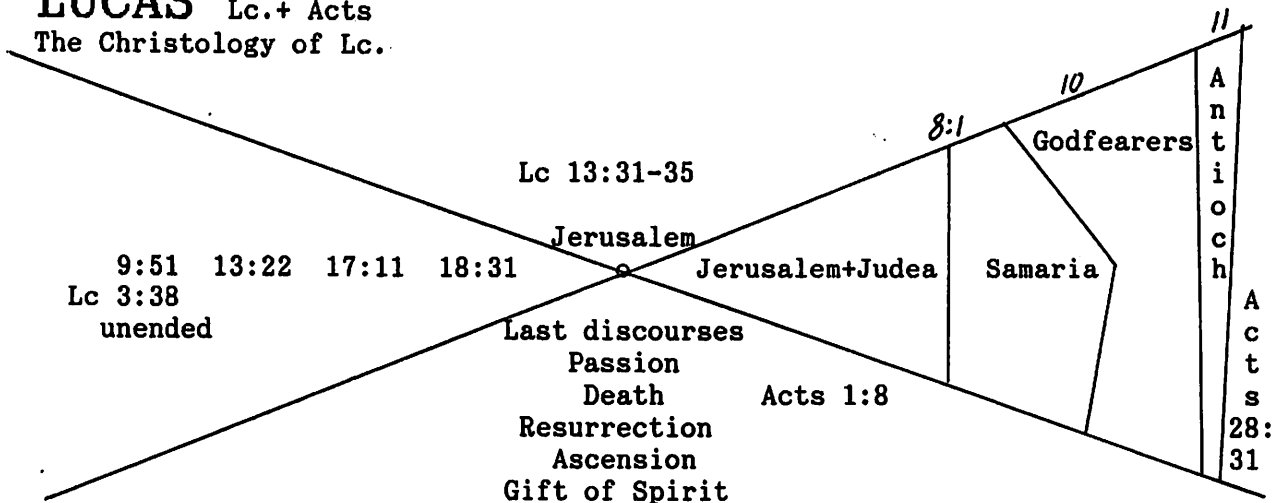 LUCAS Lc.+ Acts
The Christology of Lc.
11
10
8:1
Antioch
Godfearers
Lc 13:31-35
Jerusalem
9:51 13:22 17:11 18:31
Jerusalem+Judea
Samaria
Lc 3:38
unended
Last discourses
Passion
Death
Acts 1:8
Resurrection
Ascension
Gift of Spirit
Acts
28:
31